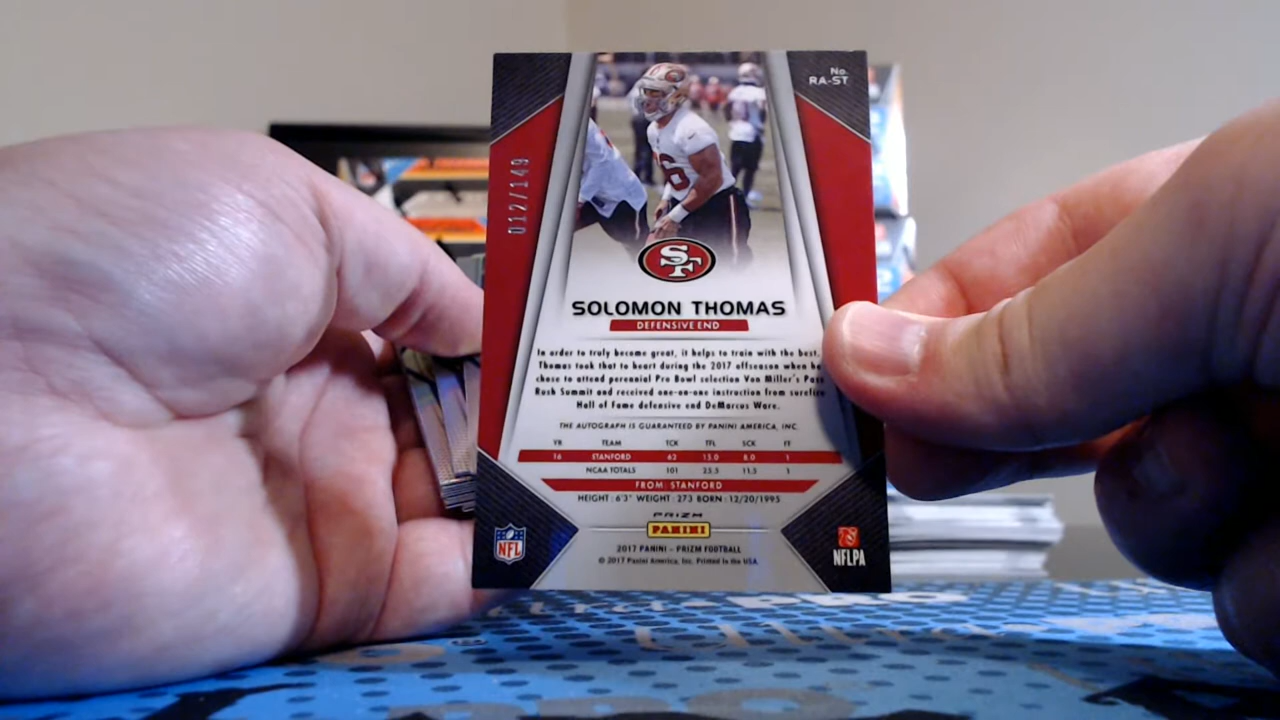 No.
RA-ST
012/149
SF
SOLOMON THOMAS
DEFENSIVE END
In order to truly become great, it helps to train with the best.
Thomas took that to heart during the 2017 offseason when he
chose to attend perennial Pro Bowl selection Von Miller's Pass
Rush Summit and received one-on-one instruction from surefire
Hall of Fame defensive end DeMarcus Ware.
THE AUTOGRAPH IS GUARANTEED BY PANINI AMERICA, INC.
YR TEAM TCK TFL SCK FF
16 STANFORD 62 15.0 8.0 1
NCAA TOTALS 101 25.5 11.5 1
FROM: STANFORD
HEIGHT: 6'3" WEIGHT: 273 BORN: 12/20/1995
PRIZM
PANINI
NFL
NFLPA
2017 PANINI - PRIZM FOOTBALL
© 2017 Panini America, Inc. Printed in the USA.